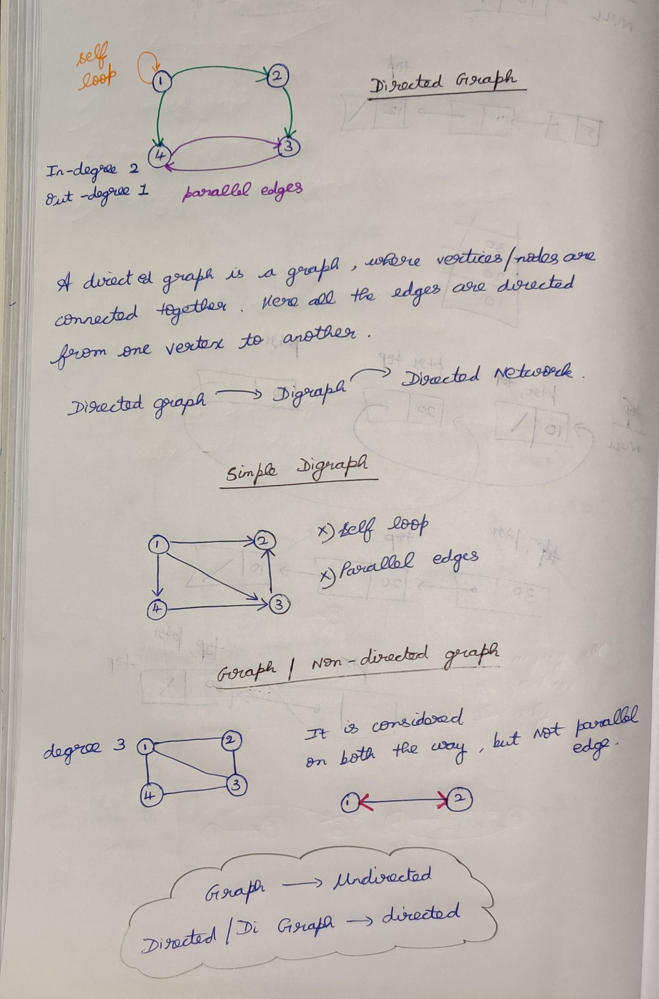 self
loop
1
2
Directed Graph
4
3
In-degree 2
Out-degree 1
parallel edges
A directed graph is a graph, where vertices/nodes are
connected together. Here all the edges are directed
from one vertex to another.
Directed graph → Digraph → Directed Network.
Simple Digraph
1
2
x) self loop
x) Parallel edges
4
3
Graph / Non-directed graph
degree 3
1
2
4
3
It is considered
on both the way, but not parallel
edge.
1
2
Graph → Undirected
Directed / Di Graph → directed